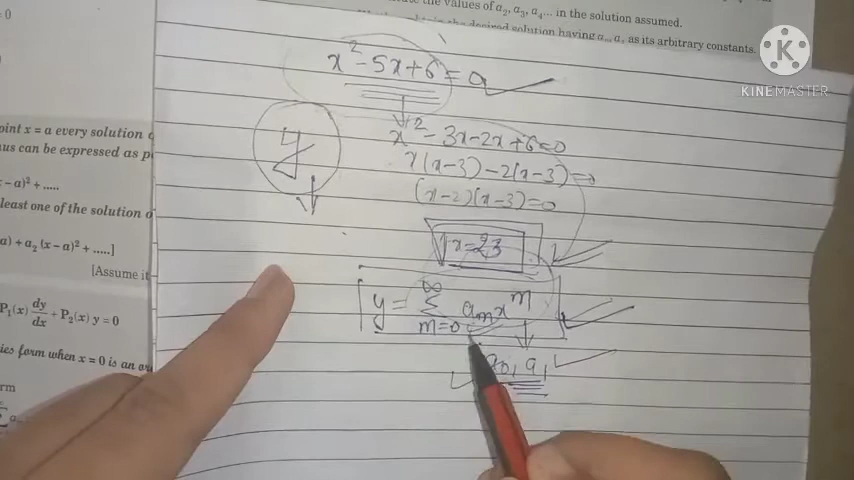 the values of a₂, a₃, a₄... in the solution assumed.
the desired solution having a₀, a₁ as its arbitrary constants.
KINEMASTER
= 0
x² - 5x + 6 = 0
x² - 3x - 2x + 6 = 0
x(x-3) - 2(x-3) = 0
(x-2)(x-3) = 0
x = 2, 3
y
y = ∞ Σ m=0 aₘxᵐ
a₀, a₁
point x = a every solution
us can be expressed as
- a)² + .....
least one of the solution
a) + a₂ (x - a)² + .....]
[Assume it
P₁(x) dy/dx + P₂(x) y = 0
ies form when x = 0 is an
rm